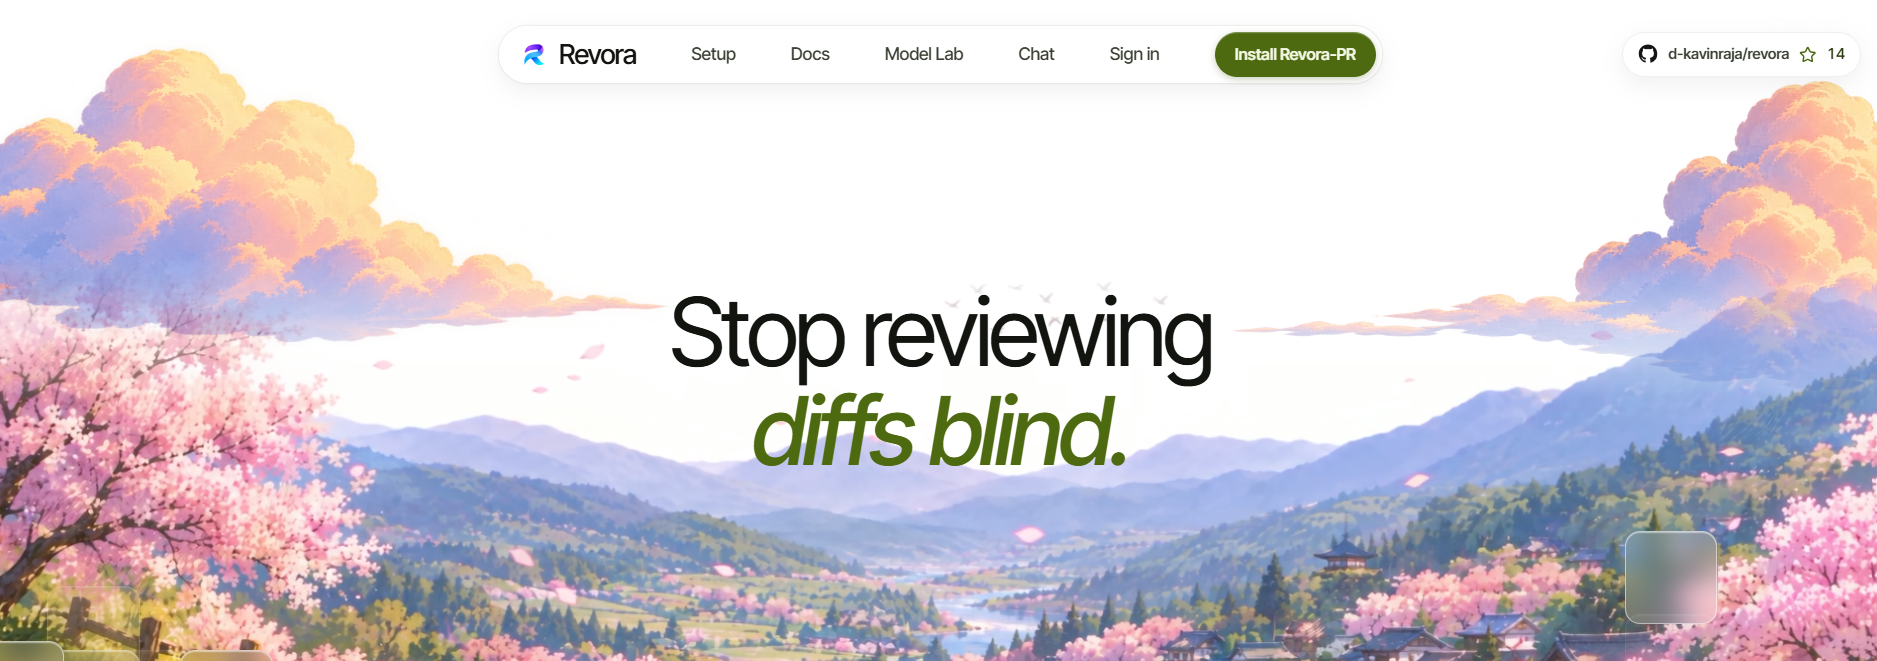 Revora
Setup
Docs
Model Lab
Chat
Sign in
Install Revora-PR
d-kavinraja/revora
14
Stop reviewing
diffs blind.